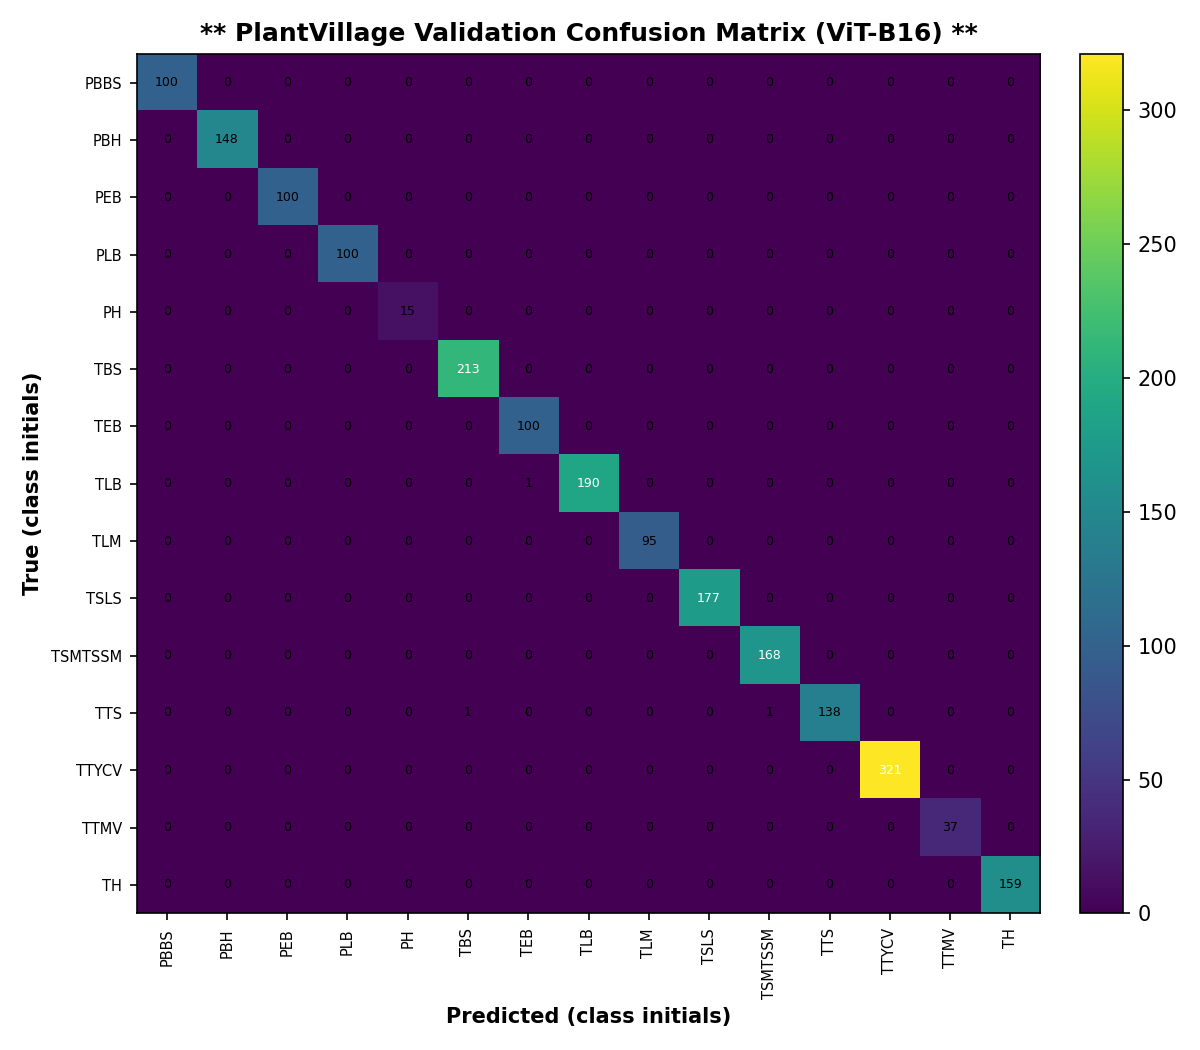 ** PlantVillage Validation Confusion Matrix (ViT-B16) **
PBBS 100 0 0 0 0 0 0 0 0 0 0 0 0 0 0
PBH 0 148 0 0 0 0 0 0 0 0 0 0 0 0 0
PEB 0 0 100 0 0 0 0 0 0 0 0 0 0 0 0
PLB 0 0 0 100 0 0 0 0 0 0 0 0 0 0 0
PH 0 0 0 0 15 0 0 0 0 0 0 0 0 0 0
TBS 0 0 0 0 0 213 0 0 0 0 0 0 0 0 0
TEB 0 0 0 0 0 0 100 0 0 0 0 0 0 0 0
TLB 0 0 0 0 0 0 1 190 0 0 0 0 0 0 0
TLM 0 0 0 0 0 0 0 0 95 0 0 0 0 0 0
TSLS 0 0 0 0 0 0 0 0 0 177 0 0 0 0 0
TSMTSSM 0 0 0 0 0 0 0 0 0 0 168 0 0 0 0
TTS 0 0 0 0 0 1 0 0 0 0 1 138 0 0 0
TTYCV 0 0 0 0 0 0 0 0 0 0 0 0 321 0 0
TTMV 0 0 0 0 0 0 0 0 0 0 0 0 0 37 0
TH 0 0 0 0 0 0 0 0 0 0 0 0 0 0 159
PBBS PBH PEB PLB PH TBS TEB TLB TLM TSLS TSMTSSM TTS TTYCV TTMV TH
Predicted (class initials)
True (class initials)
300
250
200
150
100
50
0